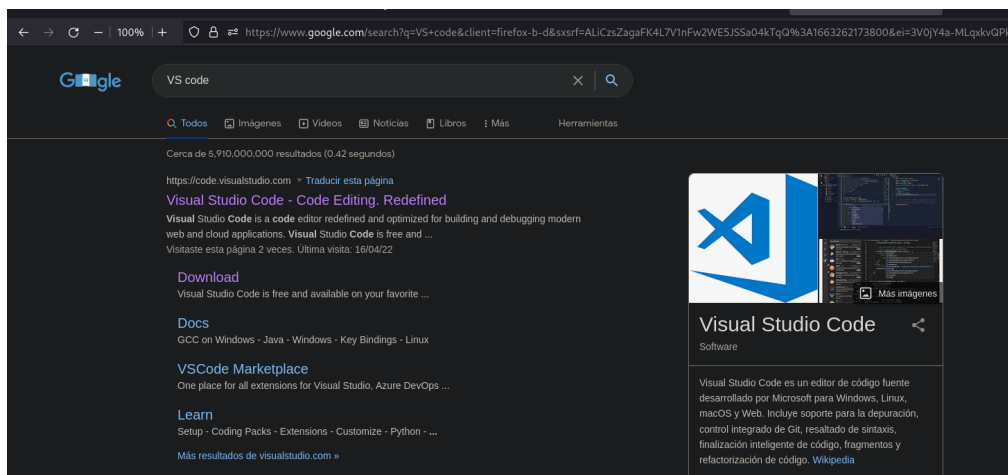 100%
https://www.google.com/search?q=VS+code&client=firefox-b-d&sxsrf=ALiCzsZagaFK4L7V1nFw2WE5JSSa04kTqQ%3A1663262173800&ei=3V0jY4a-MLqxkvQPk
VS code
Todos Imágenes Videos Noticias Libros Más Herramientas
Cerca de 5,910,000,000 resultados (0.42 segundos)
https://code.visualstudio.com Traducir esta página
Visual Studio Code - Code Editing. Redefined
Visual Studio Code is a code editor redefined and optimized for building and debugging modern
web and cloud applications. Visual Studio Code is free and ...
Visitaste esta página 2 veces. Última visita: 16/04/22
Download
Visual Studio Code is free and available on your favorite ...
Docs
GCC on Windows - Java - Windows - Key Bindings - Linux
VSCode Marketplace
One place for all extensions for Visual Studio, Azure DevOps ...
Learn
Setup - Coding Packs - Extensions - Customize - Python - ...
Más resultados de visualstudio.com »
Más imágenes
Visual Studio Code
Software
Visual Studio Code es un editor de código fuente
desarrollado por Microsoft para Windows, Linux,
macOS y Web. Incluye soporte para la depuración,
control integrado de Git, resaltado de sintaxis,
finalización inteligente de código, fragmentos y
refactorización de código. Wikipedia